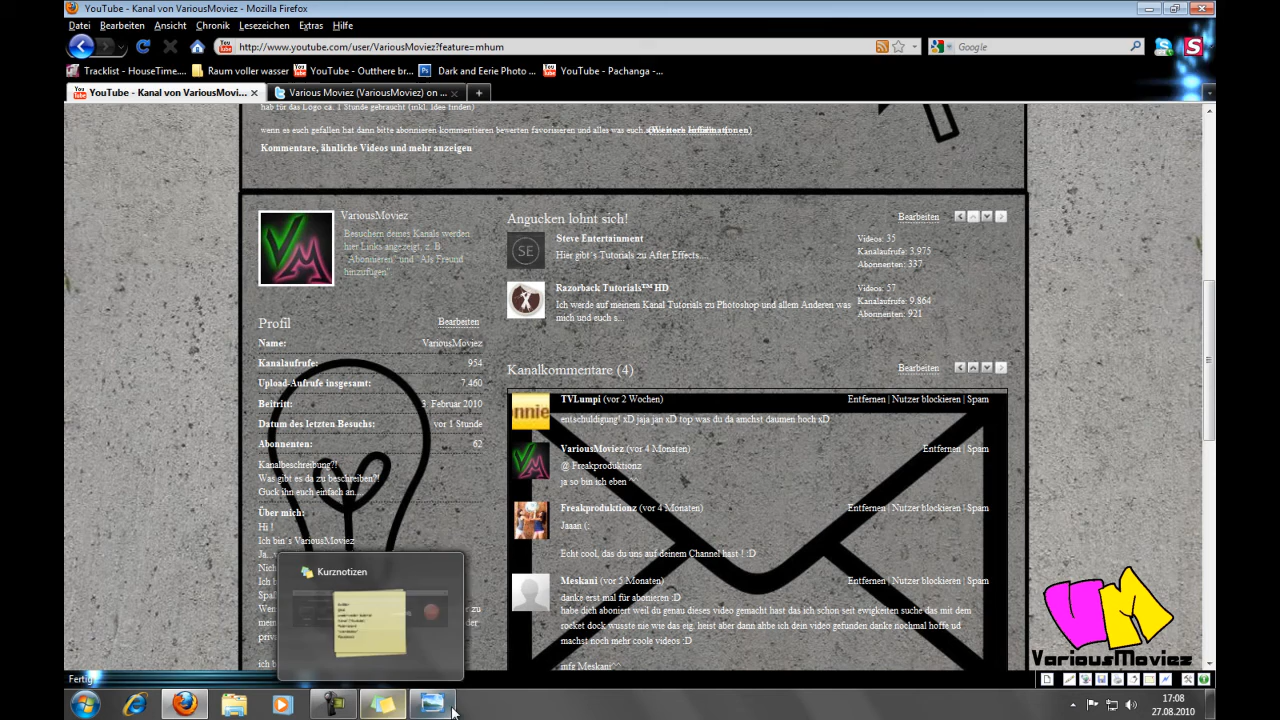 YouTube - Kanal von VariousMoviez - Mozilla Firefox
Datei Bearbeiten Ansicht Chronik Lesezeichen Extras Hilfe
http://www.youtube.com/user/VariousMoviez?feature=mhum
Google
Tracklist - HouseTime.... Raum voller wasser YouTube - Outthere br... Dark and Eerie Photo ... YouTube - Pachanga -...
YouTube - Kanal von VariousMovi... Various Moviez (VariousMoviez) on ...
hab für das Logo ca. 1 Stunde gebraucht (inkl. Idee finden)
wenn es euch gefallen hat dann bitte abonnieren kommentieren bewerten favorisieren und alles was euch
Kommentare, ähnliche Videos und mehr anzeigen
VariousMoviez
Besuchern deines Kanals werden
hier Links angezeigt, z. B.
"Abonnieren" und "Als Freund
hinzufügen"
Angucken lohnt sich!
Bearbeiten
SE
Steve Entertainment
Hier gibt´s Tutorials zu After Effects....
Videos: 35
Kanalaufrufe: 3.975
Abonnenten: 337
Razorback Tutorials™ HD
Ich werde auf meinem Kanal Tutorials zu Photoshop und allem Anderen was
mich und euch s...
Videos: 57
Kanalaufrufe: 9.864
Abonnenten: 921
Profil Bearbeiten
Name: VariousMoviez
Kanalaufrufe: 954
Upload-Aufrufe insgesamt: 7.460
Beitritt: 3. Februar 2010
Datum des letzten Besuchs: vor 1 Stunde
Abonnenten: 62
Kanalbeschreibung?!
Was gibt es da zu beschreiben?!
Guck ihn euch einfach an...
Über mich:
Hi !
Ich bin´s VariousMoviez
Kanalkommentare (4) Bearbeiten
TVLumpi (vor 2 Wochen) Entfernen | Nutzer blockieren | Spam
entschuldigung! xD jaja jan xD top was du da amchst daumen hoch xD
VariousMoviez (vor 4 Monaten) Entfernen | Spam
@ Freakproduktionz
ja so bin ich eben ^^
Freakproduktionz (vor 4 Monaten) Entfernen | Nutzer blockieren | Spam
Jaaan (:
Echt cool, das du uns auf deinem Channel hast ! :D
Meskani (vor 5 Monaten) Entfernen | Nutzer blockieren | Spam
danke erst mal für abonieren :D
habe dich aboniert weil du genau dieses video gemacht hast das ich schon seit ewigkeiten suche das mit dem
rocket dock wusste nie wie das eig. heist aber dann ahbe ich dein video gefunden danke nochmal hoffe ud
machst noch mehr coole videos :D
mfr Meskani^^
Kurznotizen
VM
VariousMoviez
Fertig
17:08
27.08.2010